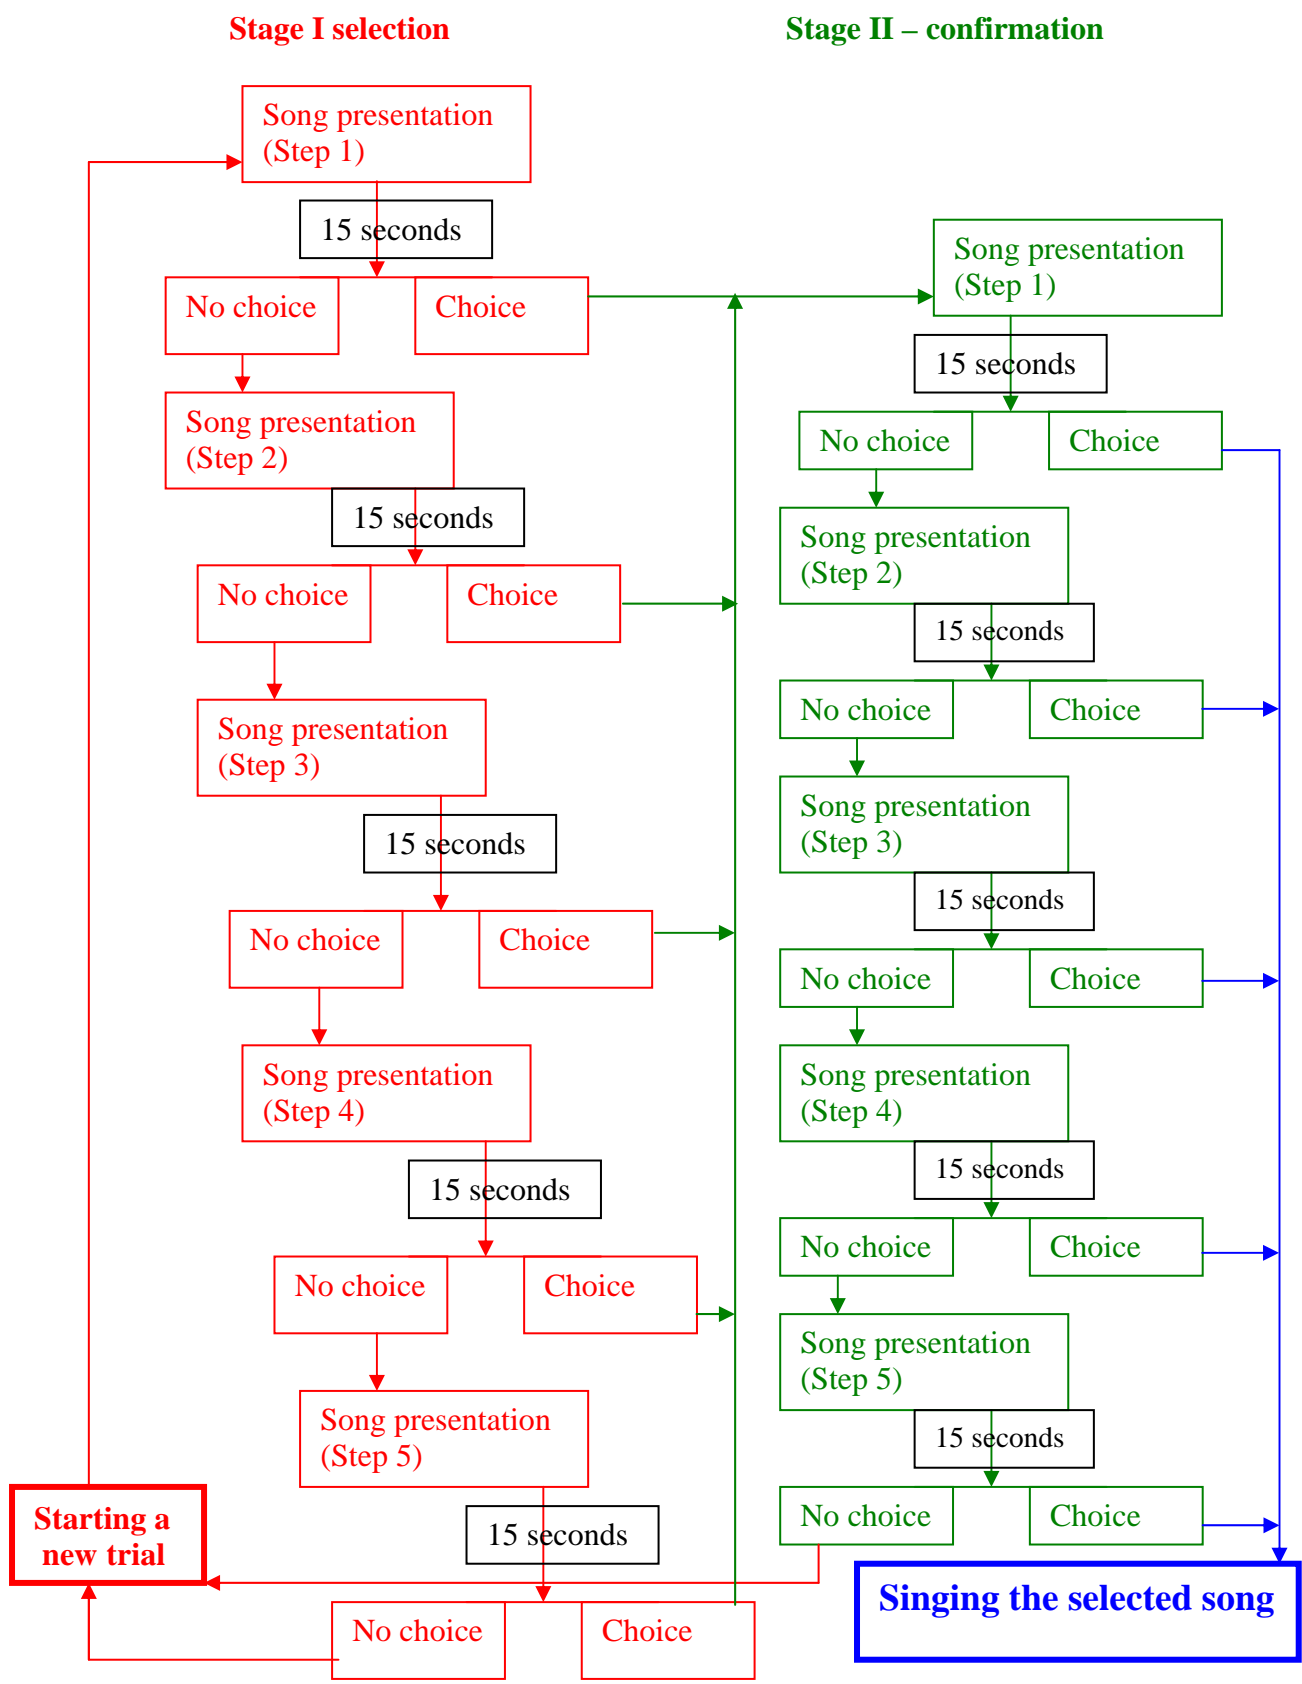 Stage I selection
Song presentation
(Step 1)
15 seconds
No choice
Choice
Song presentation
(Step 2)
15 seconds
No choice
Choice
Song presentation
(Step 3)
15 seconds
No choice
Choice
Song presentation
(Step 4)
15 seconds
No choice
Choice
Song presentation
(Step 5)
15 seconds
No choice
Choice
Starting a
new trial
Stage II – confirmation
Song presentation
(Step 1)
15 seconds
No choice
Choice
Song presentation
(Step 2)
15 seconds
No choice
Choice
Song presentation
(Step 3)
15 seconds
No choice
Choice
Song presentation
(Step 4)
15 seconds
No choice
Choice
Song presentation
(Step 5)
15 seconds
No choice
Choice
Singing the selected song